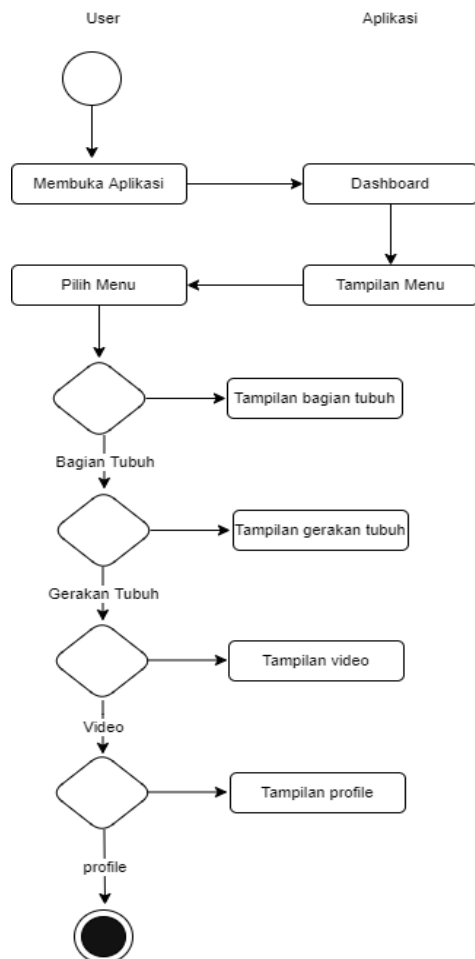 User
Aplikasi
Membuka Aplikasi
Dashboard
Pilih Menu
Tampilan Menu
Tampilan bagian tubuh
Bagian Tubuh
Tampilan gerakan tubuh
Gerakan Tubuh
Tampilan video
Video
Tampilan profile
profile